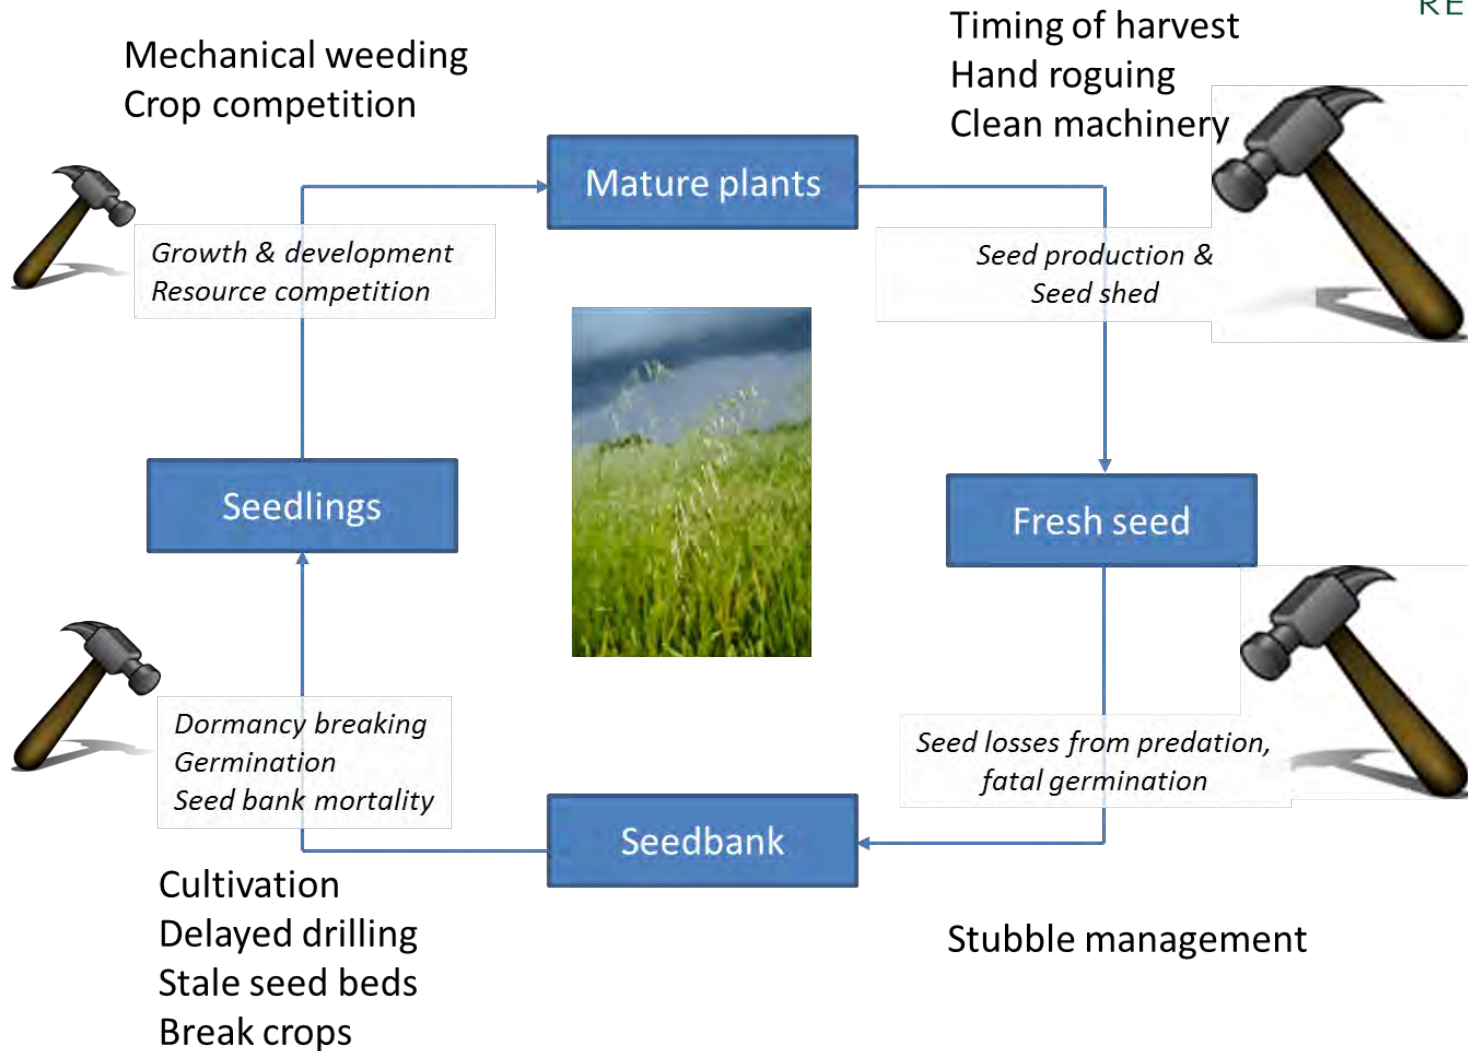 RE
Mechanical weeding
Crop competition
Timing of harvest
Hand roguing
Clean machinery
Mature plants
Growth & development
Resource competition
Seed production &
Seed shed
Seedlings
Fresh seed
Dormancy breaking
Germination
Seed bank mortality
Seed losses from predation,
fatal germination
Seedbank
Cultivation
Delayed drilling
Stale seed beds
Break crops
Stubble management